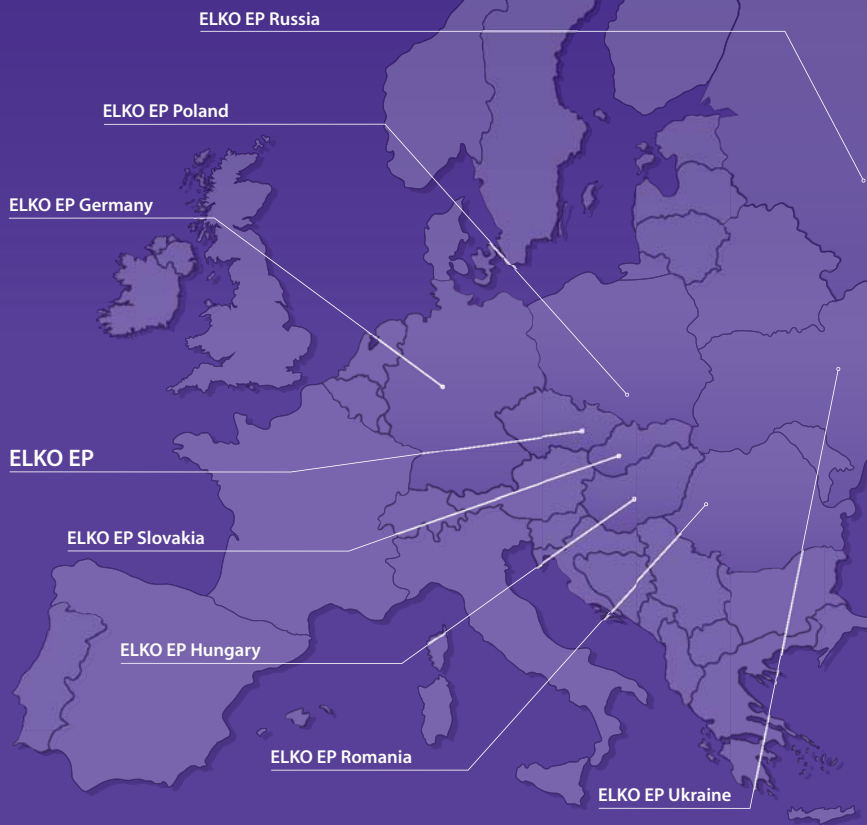 ELKO EP Russia
ELKO EP Poland
ELKO EP Germany
ELKO EP
ELKO EP Slovakia
ELKO EP Hungary
ELKO EP Romania
ELKO EP Ukraine